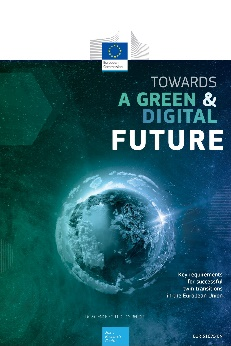 European
Commission
TOWARDS
A GREEN &
DIGITAL
FUTURE
Key requirements
for successful
twin transitions
in the European Union